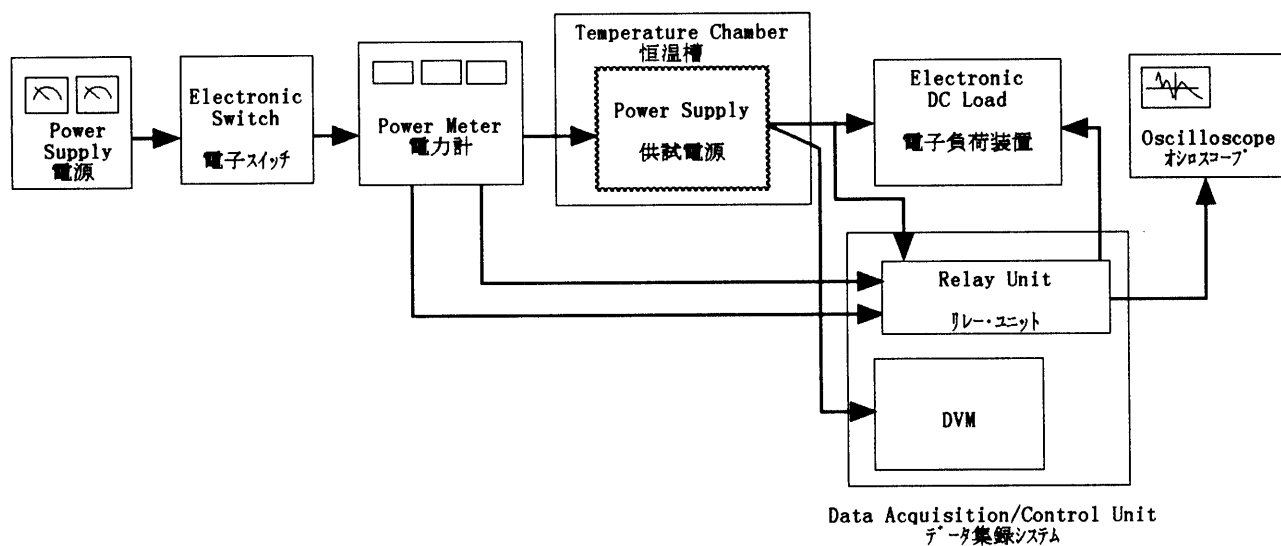 Power
Supply
電源
Electronic
Switch
電子スイッチ
Power Meter
電力計
Temperature Chamber
恒温槽
Power Supply
供試電源
Electronic
DC Load
電子負荷装置
Oscilloscope
オシロスコープ
Relay Unit
リレー・ユニット
DVM
Data Acquisition/Control Unit
データ集録システム